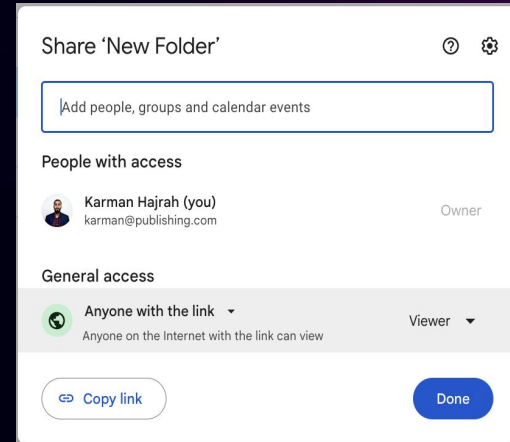 Share ‘New Folder’
Add people, groups and calendar events
People with access
Karman Hajrah (you)
karman@publishing.com
Owner
General access
Anyone with the link
Anyone on the Internet with the link can view
Viewer
Copy link
Done